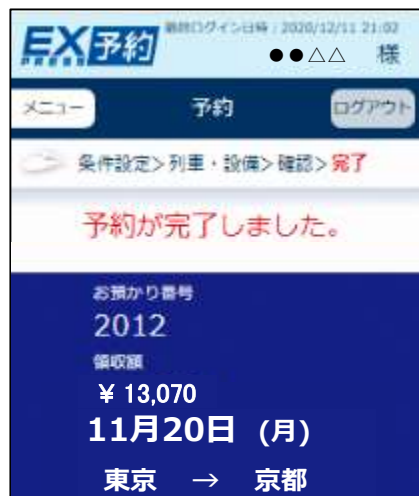 EX予約
PRESS
最終ログイン日時:2020/12/11 21:02
●●△△ 様
メニュー
予約
ログアウト
条件設定>列車・設備>確認>完了
予約が完了しました。
お預かり番号
2012
領収額
¥ 13,070
11月20日 (月)
東京 → 京都